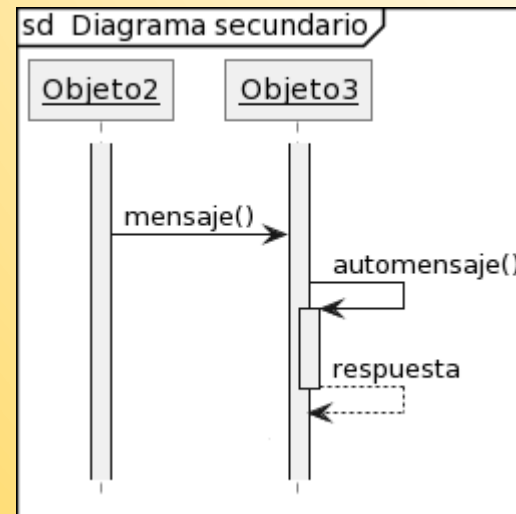 sd Diagrama secundario
Objeto2 Objeto3
mensaje()
automensaje()
respuesta